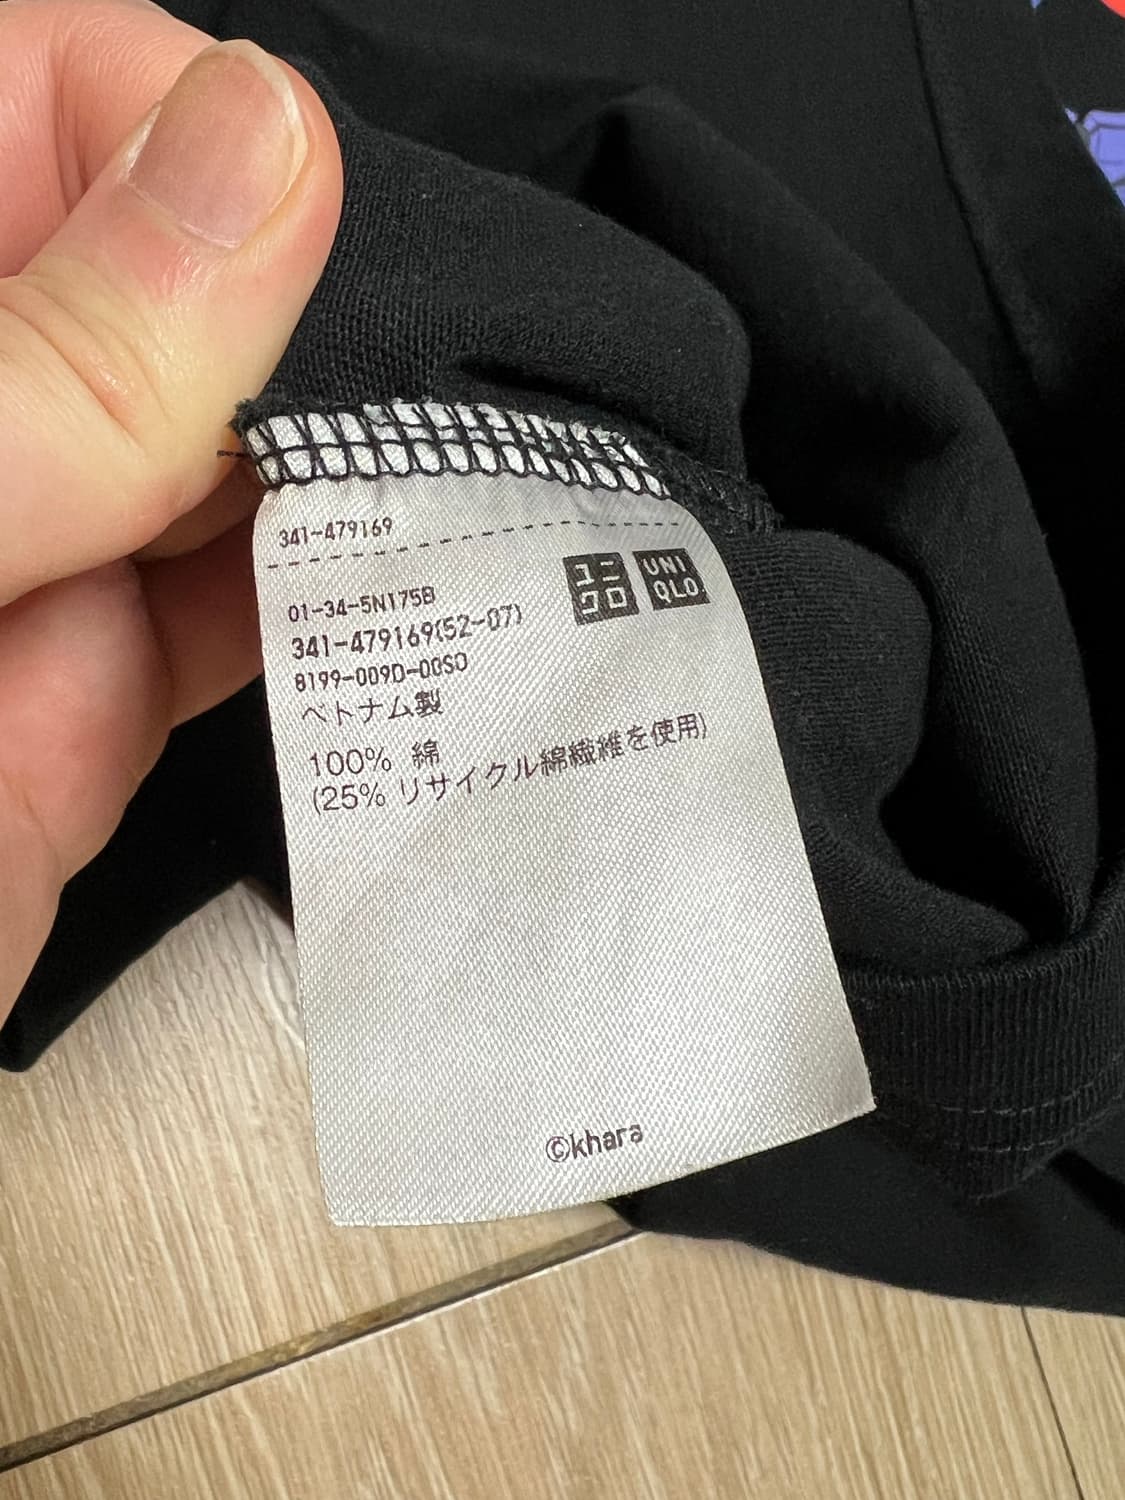 341-479169
ユニ
クロ
UNI
QLO
01-34-5N175B
341-479169(52-07)
8199-009D-00SO
ベトナム製
100% 綿
(25% リサイクル綿繊維を使用)
©khara